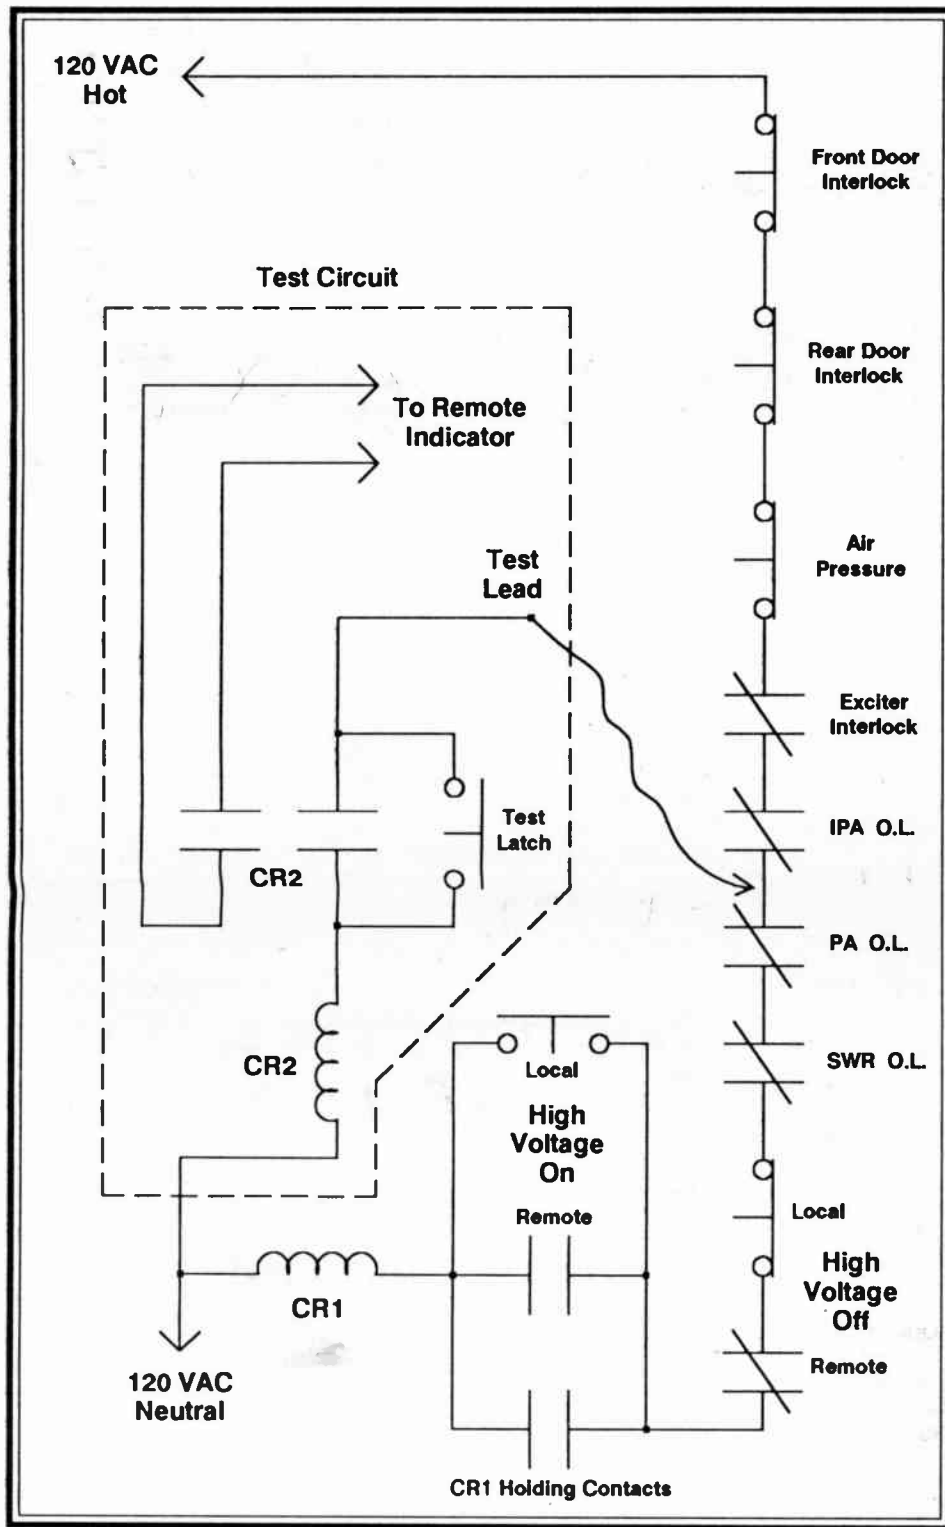 120 VAC
Hot
Front Door
Interlock
Test Circuit
Rear Door
Interlock
To Remote
Indicator
Test
Lead
Air
Pressure
Exciter
Interlock
Test
Latch
CR2
IPA O.L.
PA O.L.
CR2
Local
SWR O.L.
High
Voltage
On
Remote
Local
High
Voltage
Off
CR1
Remote
120 VAC
Neutral
CR1 Holding Contacts